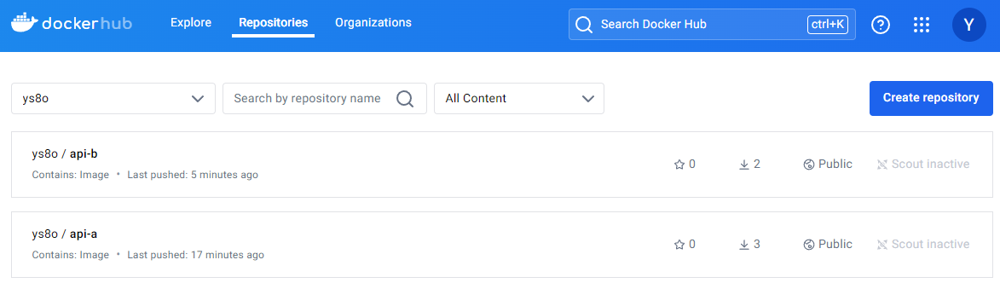 dockerhub Explore Repositories Organizations Search Docker Hub ctrl+K ? Y
ys8o Search by repository name All Content Create repository
ys8o / api-b
Contains: Image • Last pushed: 5 minutes ago
0 2 Public Scout inactive
ys8o / api-a
Contains: Image • Last pushed: 17 minutes ago
0 3 Public Scout inactive